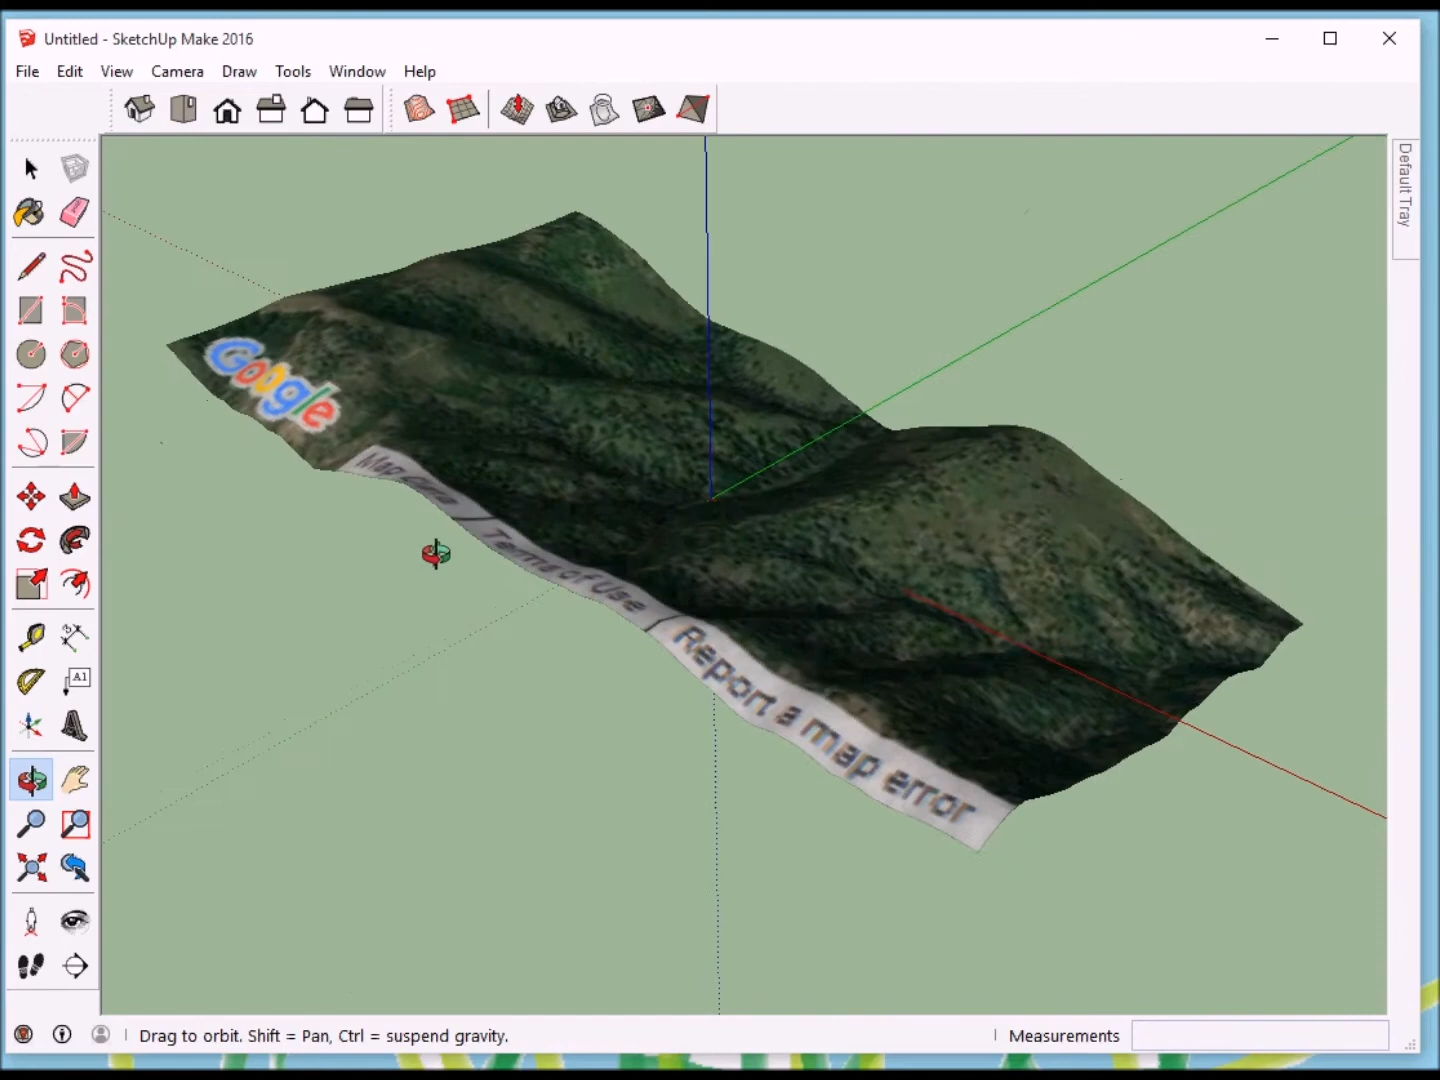 Untitled - SketchUp Make 2016
File Edit View Camera Draw Tools Window Help
Default Tray
A1
Google
Map data
Terms of Use
Report a map error
Drag to orbit. Shift = Pan, Ctrl = suspend gravity.
Measurements